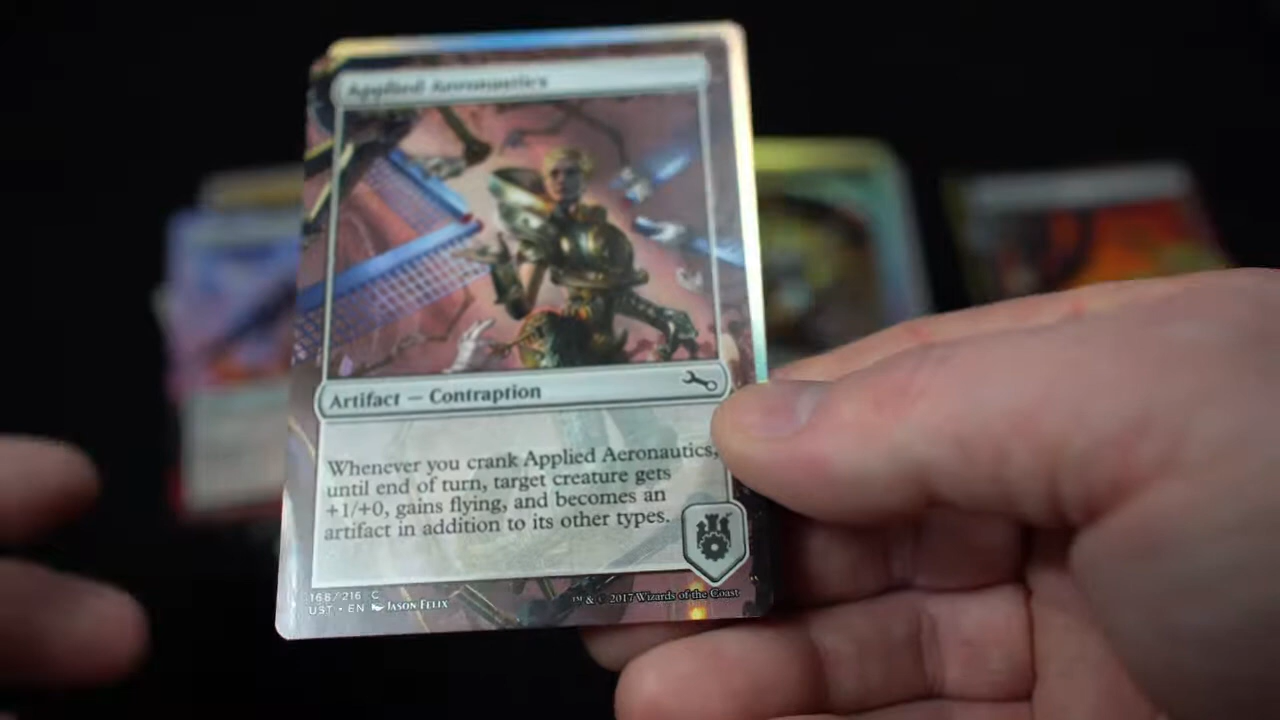 Applied Aeronautics
Artifact — Contraption
Whenever you crank Applied Aeronautics,
until end of turn, target creature gets
+1/+0, gains flying, and becomes an
artifact in addition to its other types.
168/216 C
UST • EN Jason Felix
™ & © 2017 Wizards of the Coast